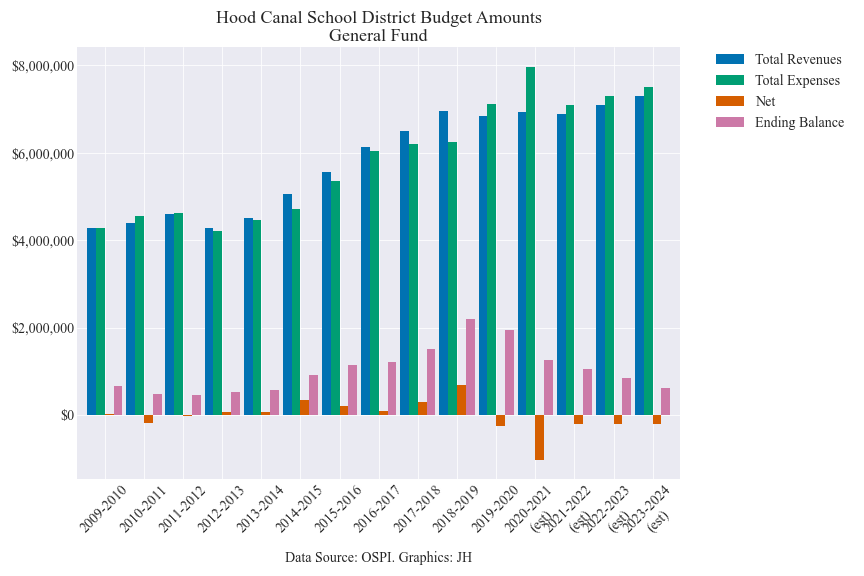 Hood Canal School District Budget Amounts
General Fund
Total Revenues
Total Expenses
Net
Ending Balance
$8,000,000
$6,000,000
$4,000,000
$2,000,000
$0
2009-2010
2010-2011
2011-2012
2012-2013
2013-2014
2014-2015
2015-2016
2016-2017
2017-2018
2018-2019
2019-2020
2020-2021
(est)
2021-2022
(est)
2022-2023
(est)
2023-2024
(est)
Data Source: OSPI. Graphics: JH